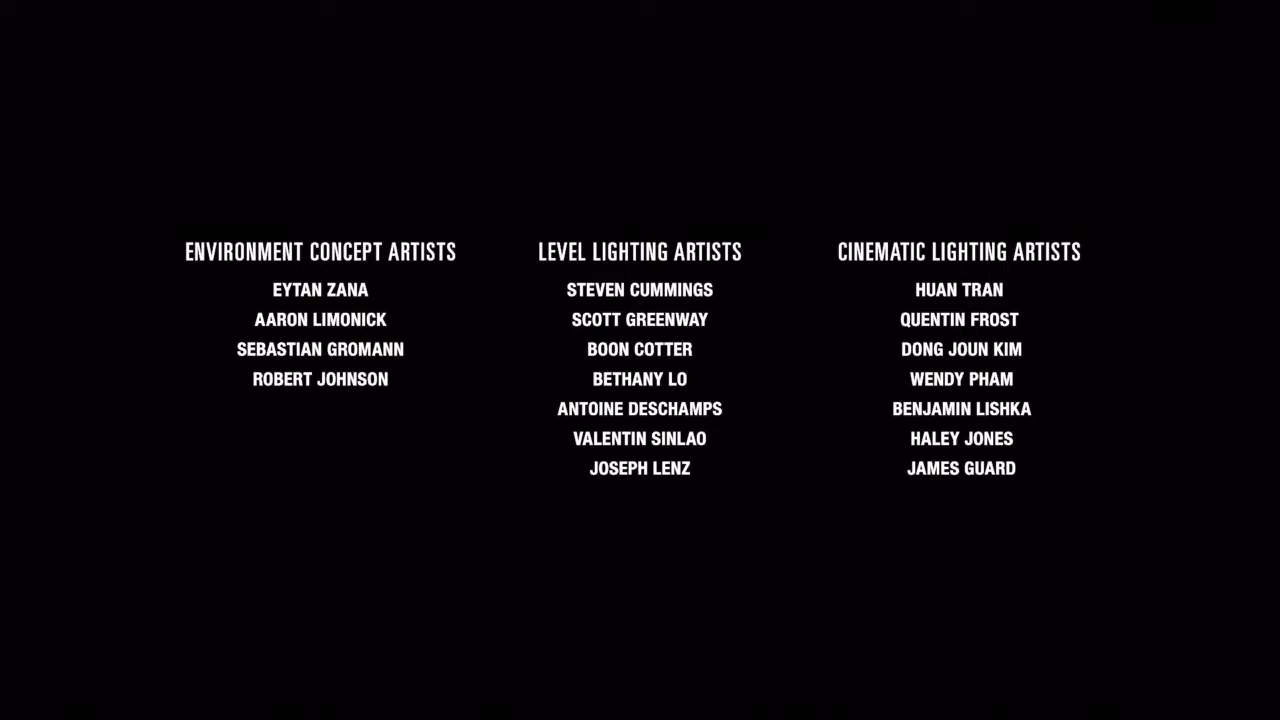 ENVIRONMENT CONCEPT ARTISTS
EYTAN ZANA
AARON LIMONICK
SEBASTIAN GROMANN
ROBERT JOHNSON
LEVEL LIGHTING ARTISTS
STEVEN CUMMINGS
SCOTT GREENWAY
BOON COTTER
BETHANY LO
ANTOINE DESCHAMPS
VALENTIN SINLAO
JOSEPH LENZ
CINEMATIC LIGHTING ARTISTS
HUAN TRAN
QUENTIN FROST
DONG JOUN KIM
WENDY PHAM
BENJAMIN LISHKA
HALEY JONES
JAMES GUARD